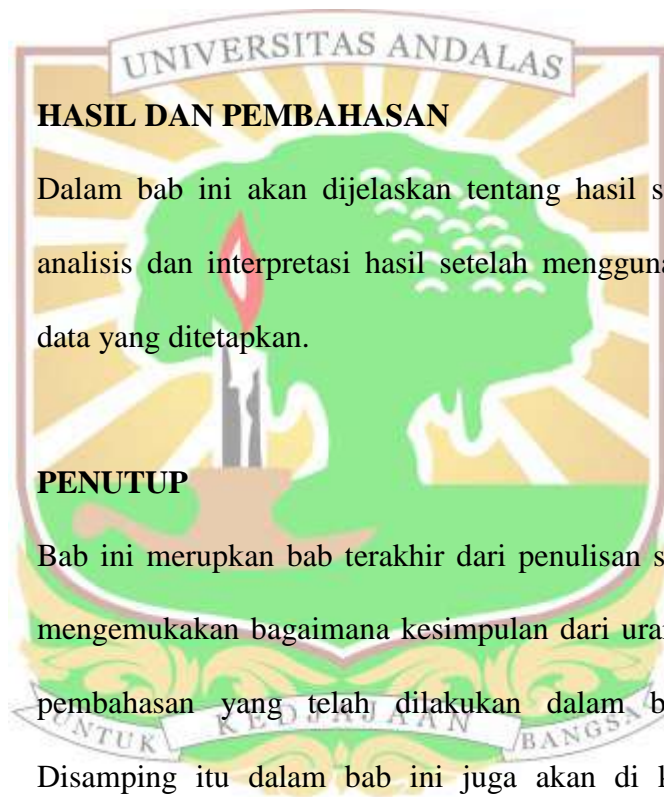 UNIVERSITAS ANDALAS
HASIL DAN PEMBAHASAN
Dalam bab ini akan dijelaskan tentang hasil
analisis dan interpretasi hasil setelah
data yang ditetapkan.
PENUTUP
Bab ini merupkan bab terakhir dari penulisan
mengemukakan bagaimana kesimpulan dari
pembahasan yang telah dilakukan dalam
UNTUK KEDJAJAAN BANGSA
Disamping itu dalam bab ini juga akan di